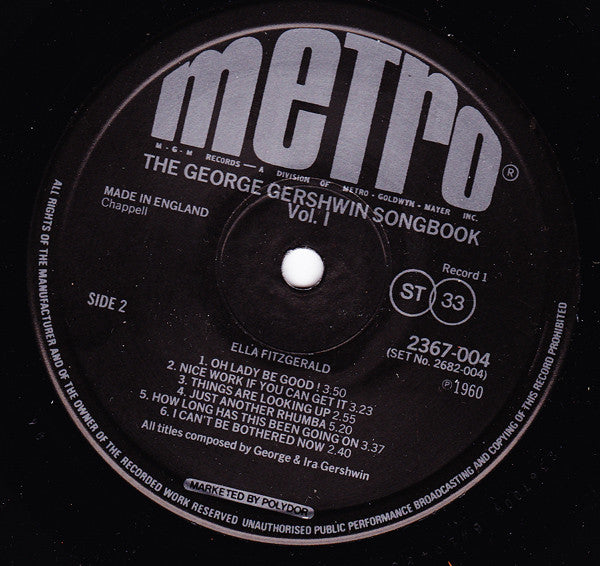 metro®
M-G-M RECORDS — A DIVISION OF METRO-GOLDWYN-MAYER INC.
THE GEORGE GERSHWIN SONGBOOK
Vol. I
MADE IN ENGLAND
Chappell
Record 1
ST 33
SIDE 2
2367-004
(SET No. 2682-004)
℗1960
ELLA FITZGERALD
1. OH LADY BE GOOD! 3.50
2. NICE WORK IF YOU CAN GET IT 3.23
3. THINGS ARE LOOKING UP 2.55
4. JUST ANOTHER RHUMBA 5.20
5. HOW LONG HAS THIS BEEN GOING ON 3.37
6. I CAN'T BE BOTHERED NOW 2.40
All titles composed by George & Ira Gershwin
MARKETED BY POLYDOR
ALL RIGHTS OF THE MANUFACTURER AND OF THE OWNER OF THE RECORDED WORK RESERVED UNAUTHORISED PUBLIC PERFORMANCE BROADCASTING AND COPYING OF THIS RECORD PROHIBITED